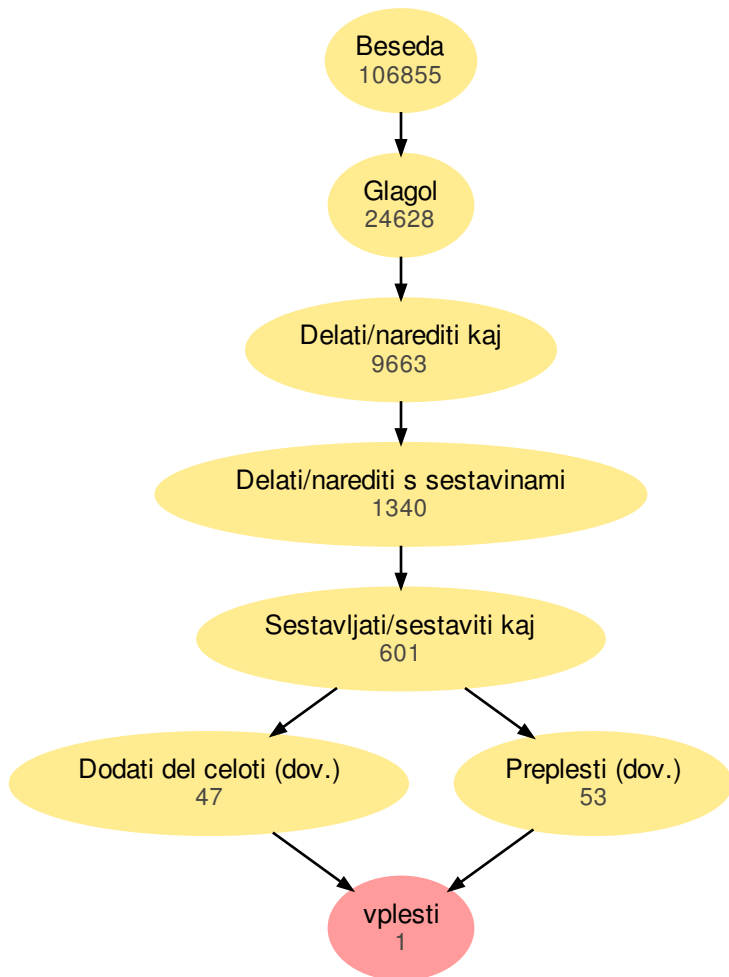 Beseda
106855
Glagol
24628
Delati/narediti kaj
9663
Delati/narediti s sestavinami
1340
Sestavljati/sestaviti kaj
601
Dodati del celoti (dov.)
47
Preplesti (dov.)
53
vplesti
1